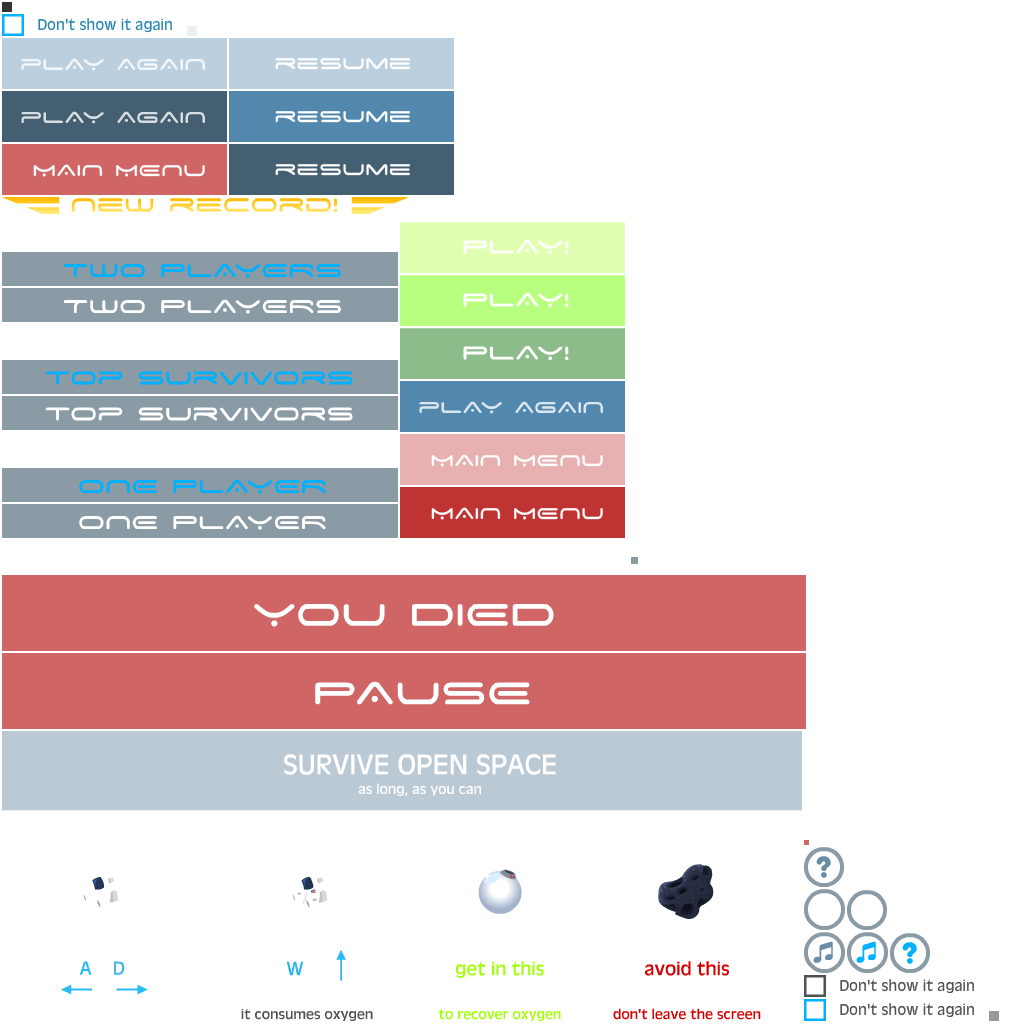 Don't show it again
PLAY AGAIN RESUME
PLAY AGAIN RESUME
MAIN MENU RESUME
NEW RECORD!
PLAY!
TWO PLAYERS
TWO PLAYERS
PLAY!
PLAY!
TOP SURVIVORS
TOP SURVIVORS
PLAY AGAIN
MAIN MENU
ONE PLAYER
ONE PLAYER
MAIN MENU
YOU DIED
PAUSE
SURVIVE OPEN SPACE
as long, as you can
?
A D
W
get in this
avoid this
?
it consumes oxygen
to recover oxygen
don't leave the screen
Don't show it again
Don't show it again